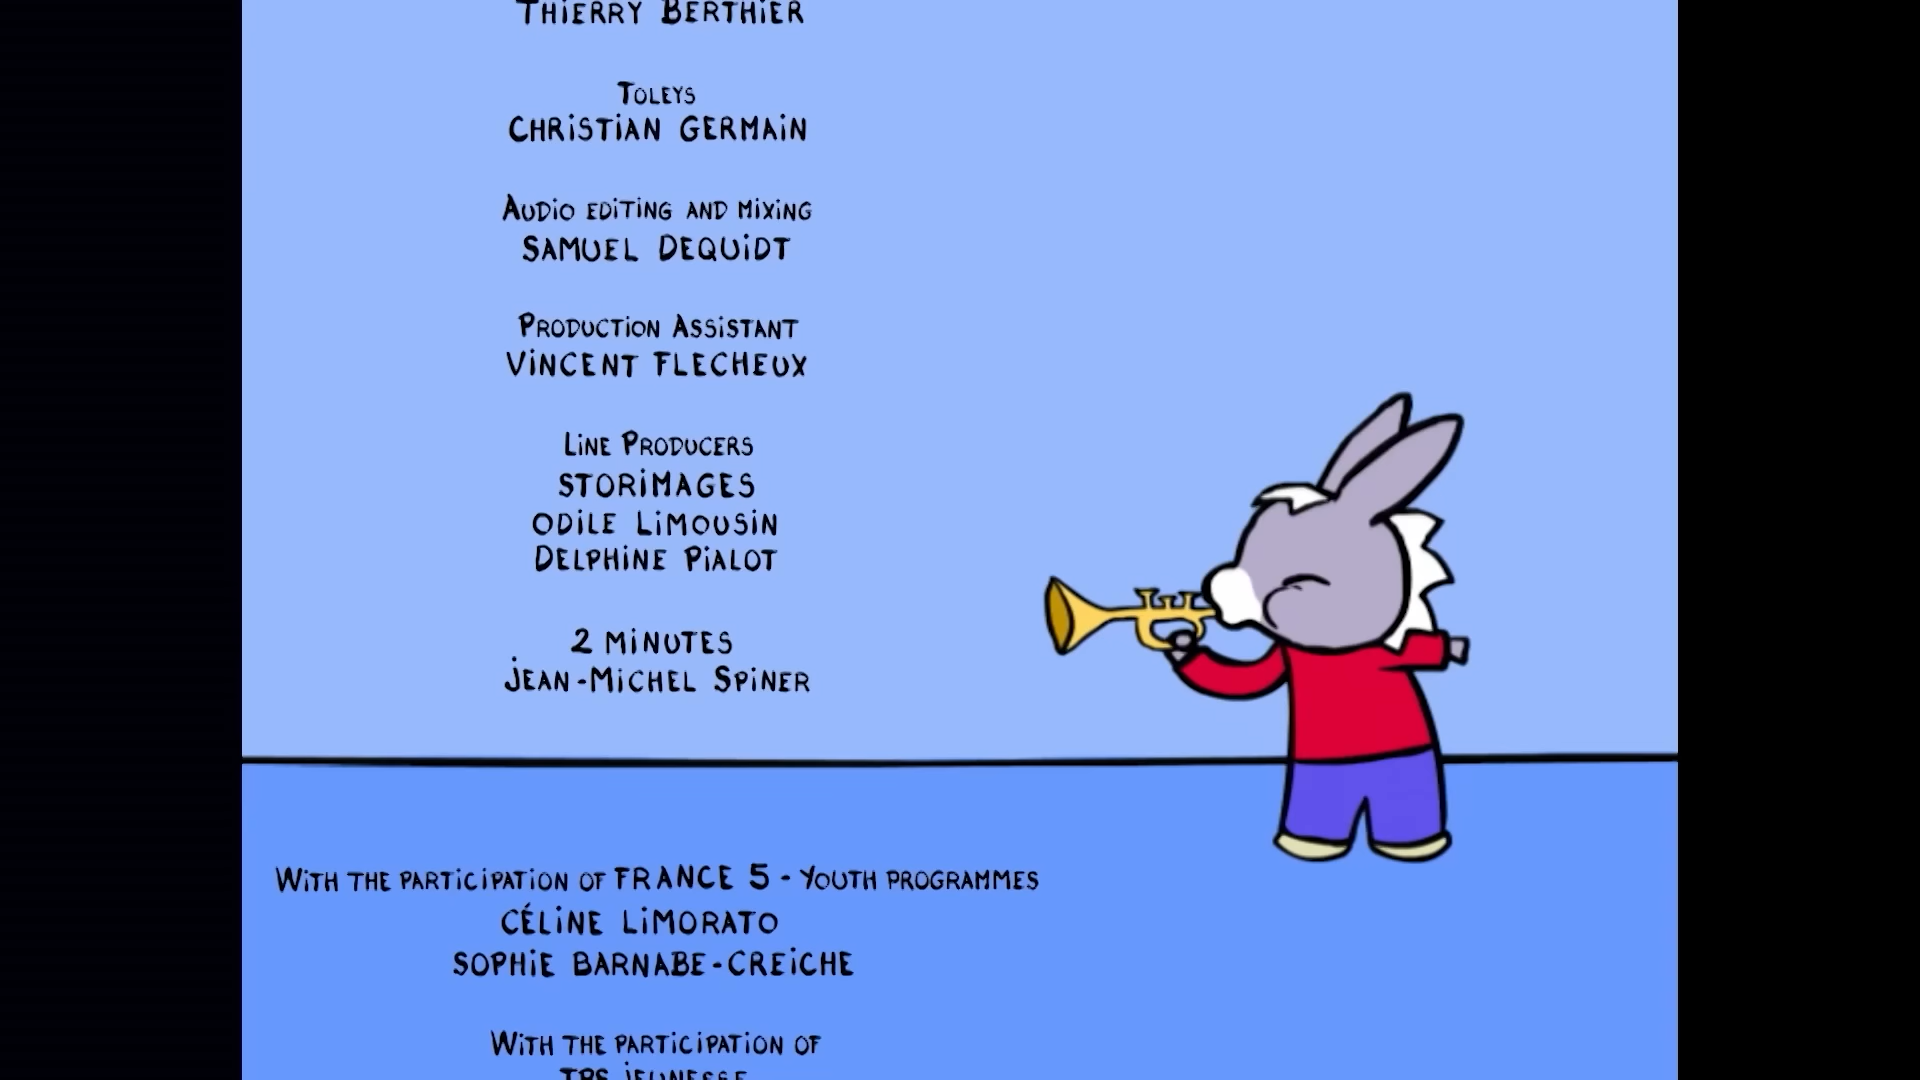 THIERRY BERTHIER
TOLEYS
CHRISTIAN GERMAIN
AUDIO EDITING AND MIXING
SAMUEL DEQUIDT
PRODUCTION ASSISTANT
VINCENT FLECHEUX
LINE PRODUCERS
STORIMAGES
ODILE LIMOUSIN
DELPHINE PIALOT
2 MINUTES
JEAN-MICHEL SPINER
WITH THE PARTICIPATION OF FRANCE 5 - YOUTH PROGRAMMES
CÉLINE LIMORATO
SOPHIE BARNABE-CREICHE
WITH THE PARTICIPATION OF
TPS JEUNESSE